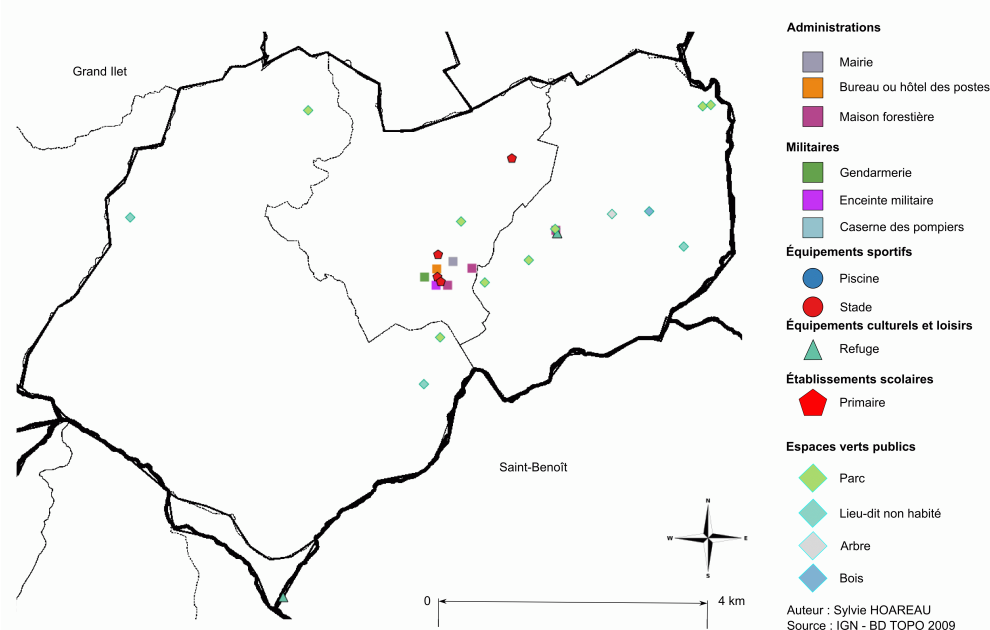 Grand Ilet
Saint-Benoît
N
W
E
S
0
4 km
Administrations
Mairie
Bureau ou hôtel des postes
Maison forestière
Militaires
Gendarmerie
Enceinte militaire
Caserne des pompiers
Équipements sportifs
Piscine
Stade
Équipements culturels et loisirs
Refuge
Établissements scolaires
Primaire
Espaces verts publics
Parc
Lieu-dit non habité
Arbre
Bois
Auteur : Sylvie HOAREAU
Source : IGN - BD TOPO 2009